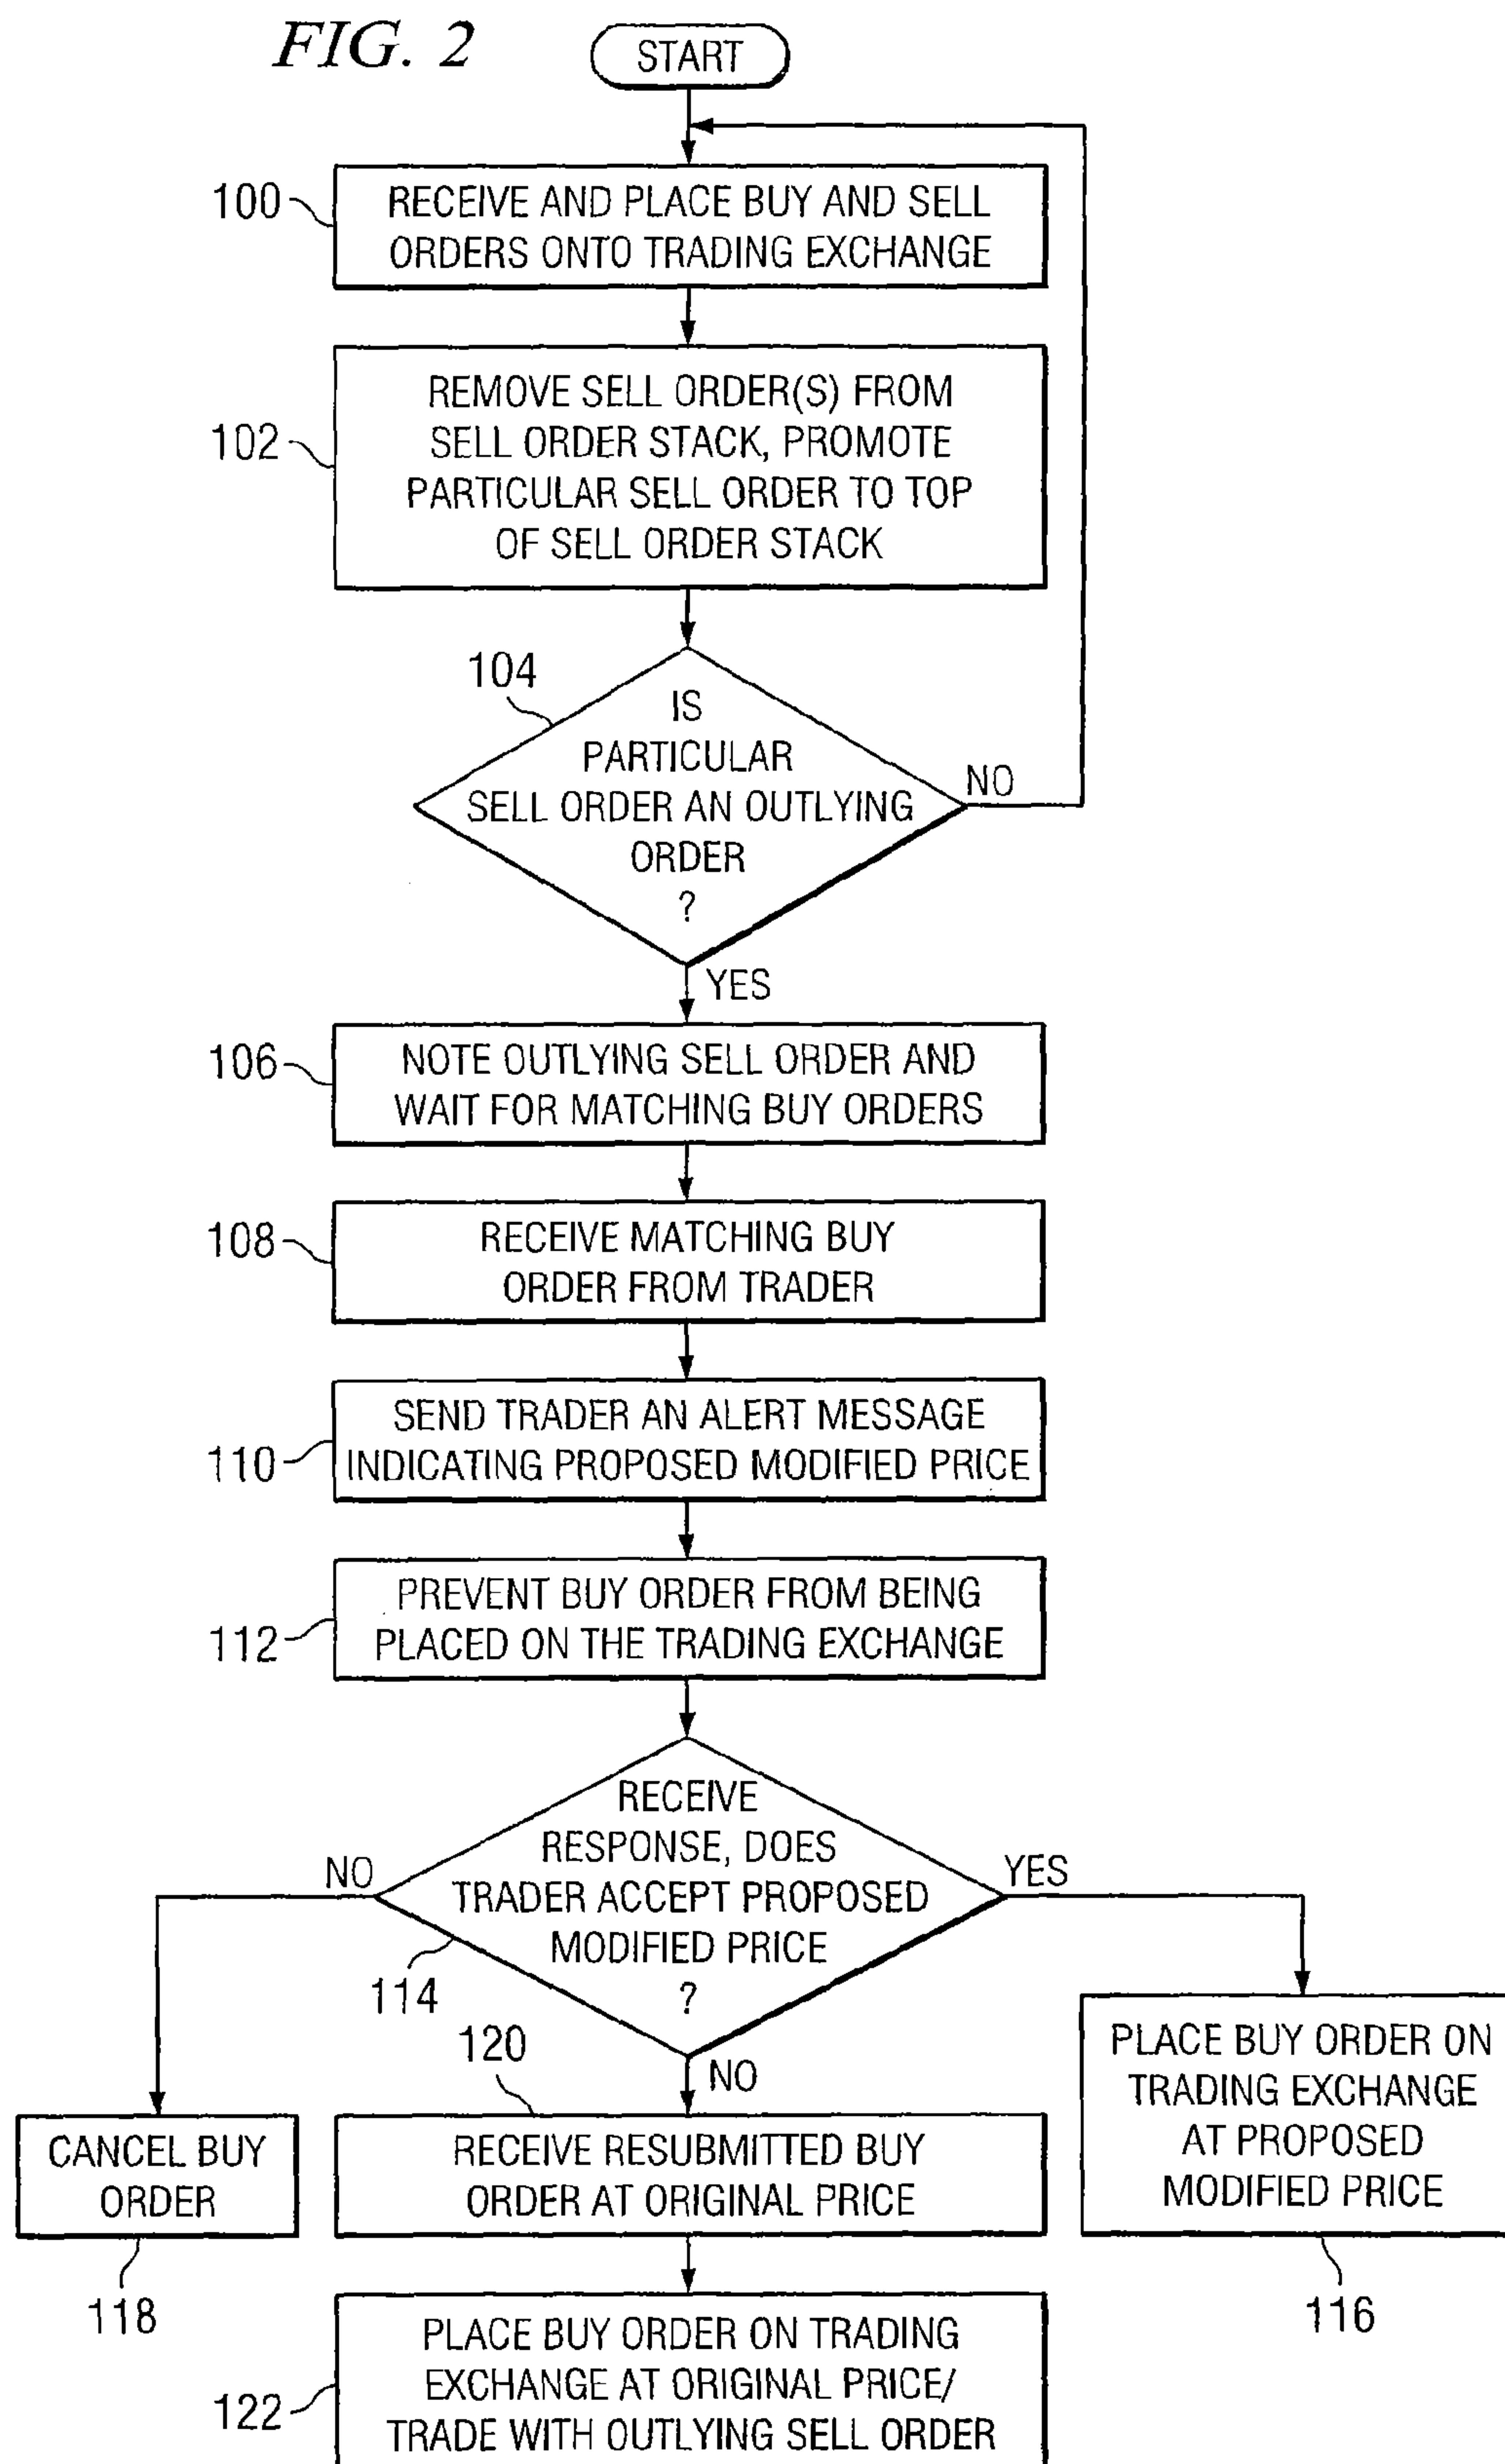 FIG. 2
START
100
RECEIVE AND PLACE BUY AND SELL
ORDERS ONTO TRADING EXCHANGE
102
REMOVE SELL ORDER(S) FROM
SELL ORDER STACK, PROMOTE
PARTICULAR SELL ORDER TO TOP
OF SELL ORDER STACK
104
IS
PARTICULAR
SELL ORDER AN OUTLYING
ORDER
?
NO
YES
106
NOTE OUTLYING SELL ORDER AND
WAIT FOR MATCHING BUY ORDERS
108
RECEIVE MATCHING BUY
ORDER FROM TRADER
110
SEND TRADER AN ALERT MESSAGE
INDICATING PROPOSED MODIFIED PRICE
112
PREVENT BUY ORDER FROM BEING
PLACED ON THE TRADING EXCHANGE
114
RECEIVE
RESPONSE, DOES
TRADER ACCEPT PROPOSED
MODIFIED PRICE
?
NO
YES
NO
118
CANCEL BUY
ORDER
120
RECEIVE RESUBMITTED BUY
ORDER AT ORIGINAL PRICE
116
PLACE BUY ORDER ON
TRADING EXCHANGE
AT PROPOSED
MODIFIED PRICE
122
PLACE BUY ORDER ON TRADING
EXCHANGE AT ORIGINAL PRICE/
TRADE WITH OUTLYING SELL ORDER